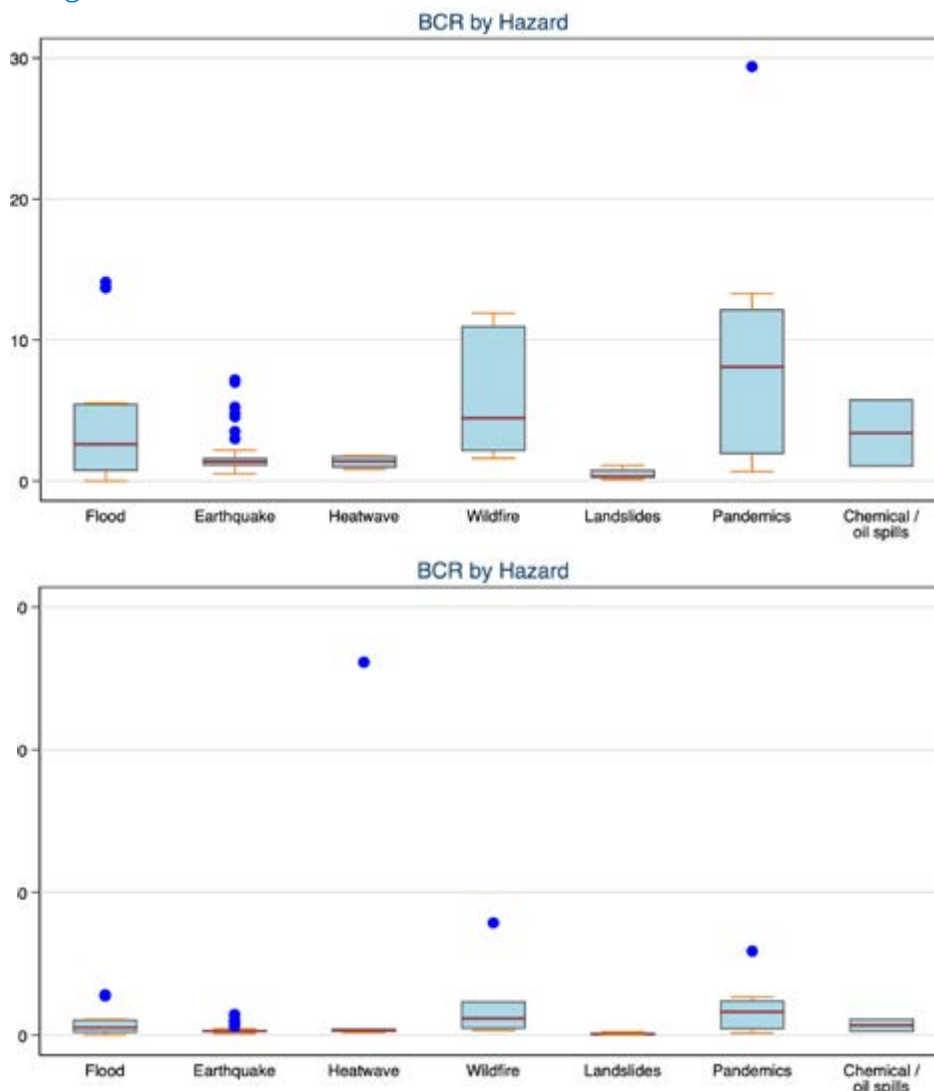 BCR by Hazard
30
20
10
0
Flood Earthquake Heatwave Wildfire Landslides Pandemics Chemical /
oil spills
BCR by Hazard
0
0
0
0
Flood Earthquake Heatwave Wildfire Landslides Pandemics Chemical /
oil spills